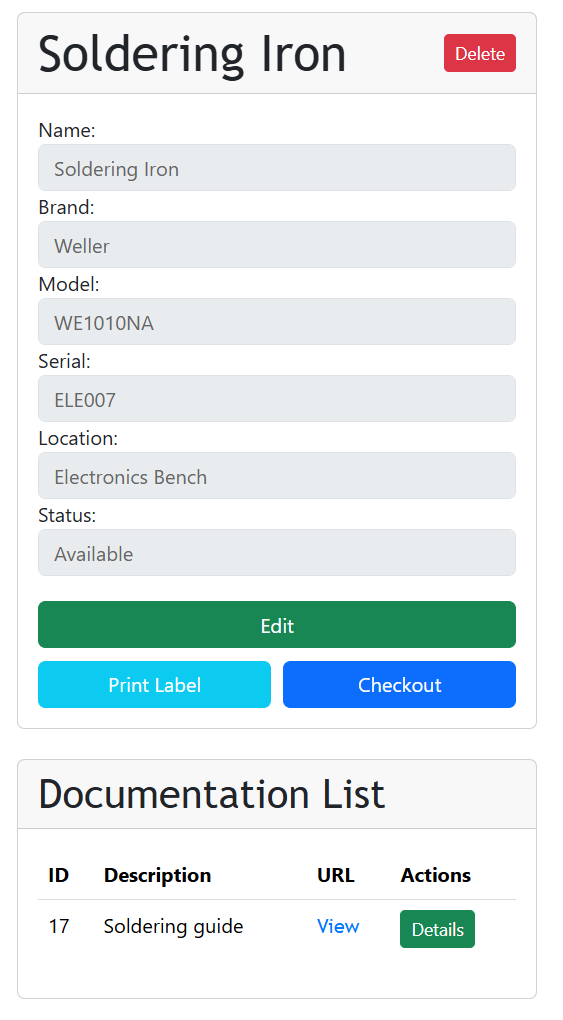 Soldering Iron
Delete
Name:
Soldering Iron
Brand:
Weller
Model:
WE1010NA
Serial:
ELE007
Location:
Electronics Bench
Status:
Available
Edit
Print Label
Checkout
Documentation List
ID Description URL Actions
17 Soldering guide View Details